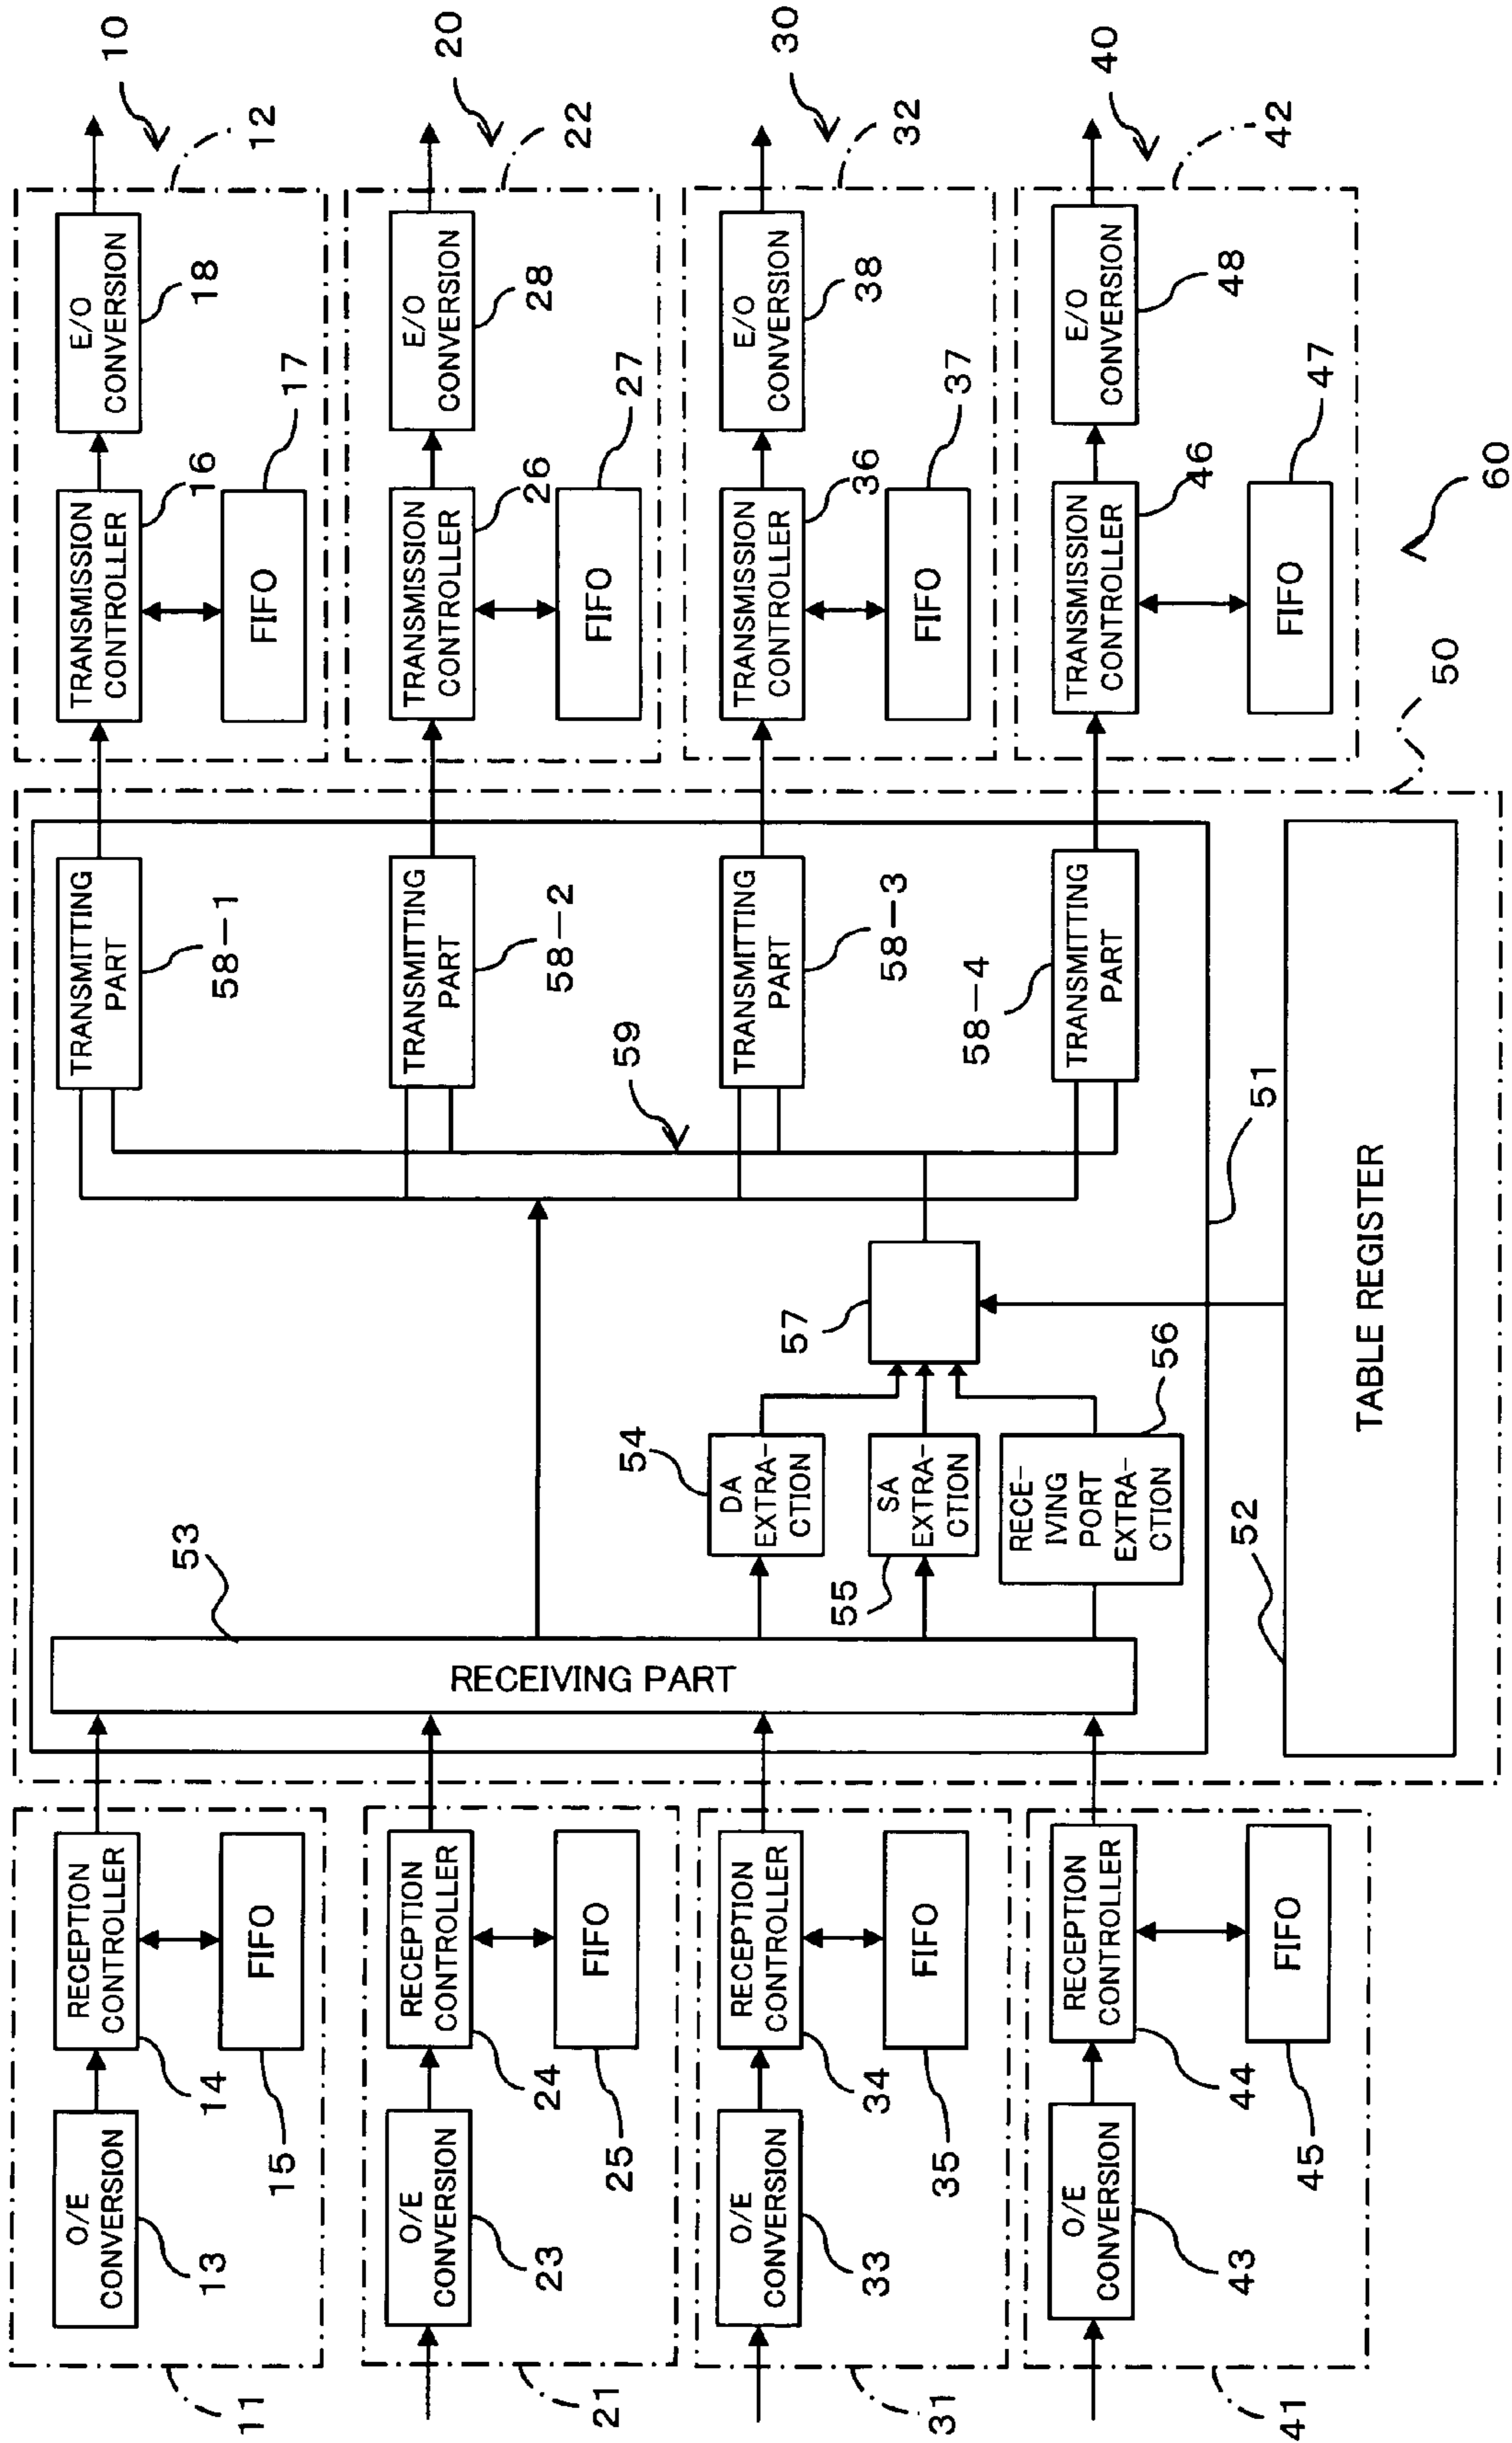 10
12
E/O
CONVERSION
18
TRANSMISSION
CONTROLLER
16
FIFO
17
TRANSMITTING
PART
58-1
RECEPTION
CONTROLLER
14
FIFO
15
O/E
CONVERSION
13
11
20
22
E/O
CONVERSION
28
TRANSMISSION
CONTROLLER
26
FIFO
27
TRANSMITTING
PART
58-2
RECEPTION
CONTROLLER
24
FIFO
25
O/E
CONVERSION
23
21
30
32
E/O
CONVERSION
38
TRANSMISSION
CONTROLLER
36
FIFO
37
TRANSMITTING
PART
58-3
RECEPTION
CONTROLLER
34
FIFO
35
O/E
CONVERSION
33
31
40
42
E/O
CONVERSION
48
TRANSMISSION
CONTROLLER
46
FIFO
47
TRANSMITTING
PART
58-4
RECEPTION
CONTROLLER
44
FIFO
45
O/E
CONVERSION
43
41
53
RECEIVING PART
54
DA
EXTRA-
CTION
55
SA
EXTRA-
CTION
56
RECE-
IVING
PORT
EXTRA-
CTION
57
59
51
52
TABLE REGISTER
50
60